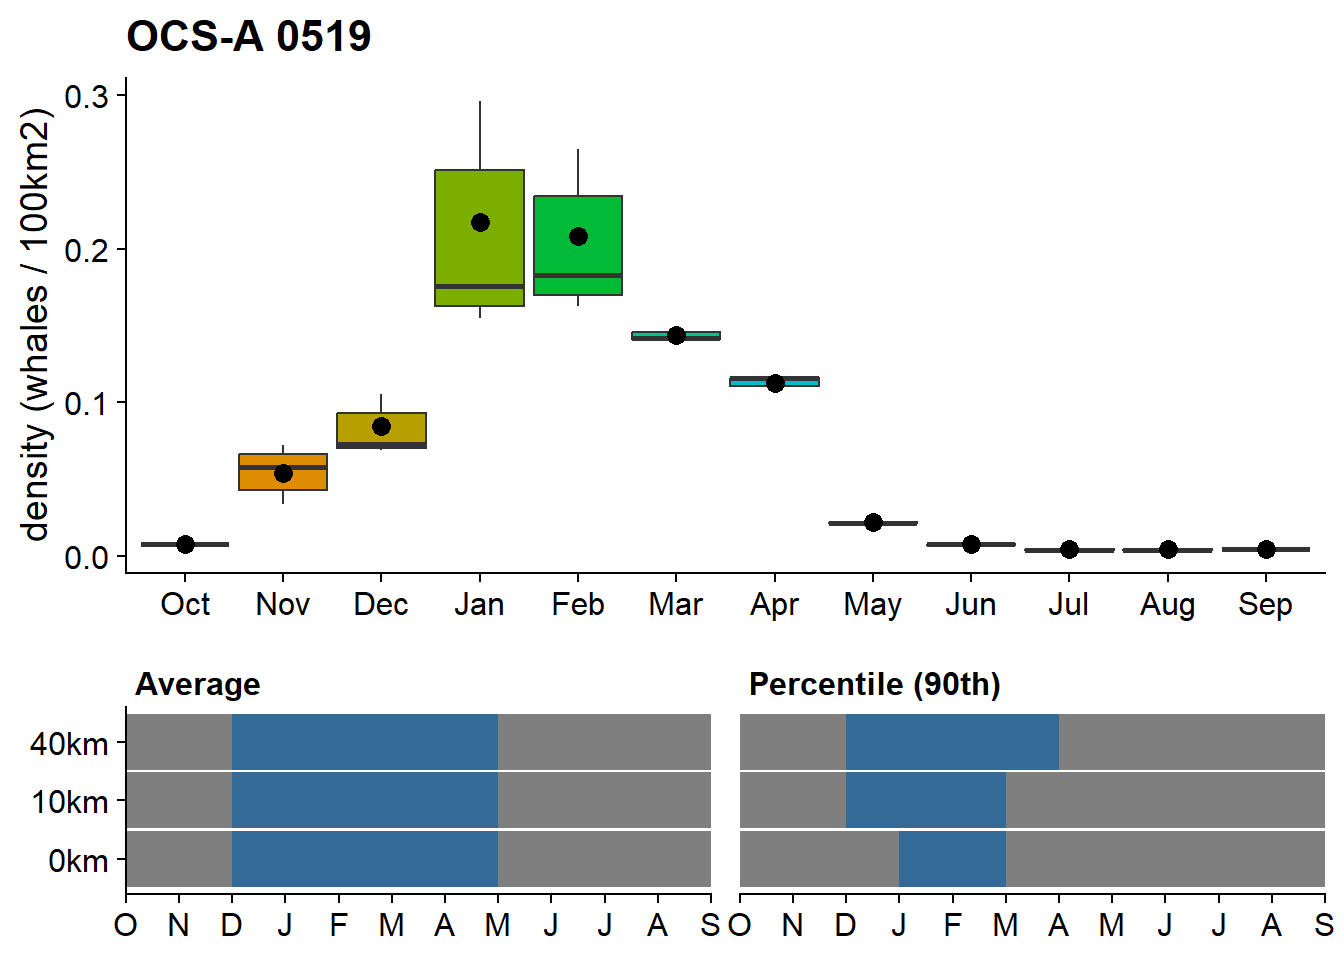 OCS-A 0519
density (whales / 100km2)
0.3
0.2
0.1
0.0
Oct Nov Dec Jan Feb Mar Apr May Jun Jul Aug Sep
Average Percentile (90th)
40km
10km
0km
O N D J F M A M J J A S O N D J F M A M J J A S